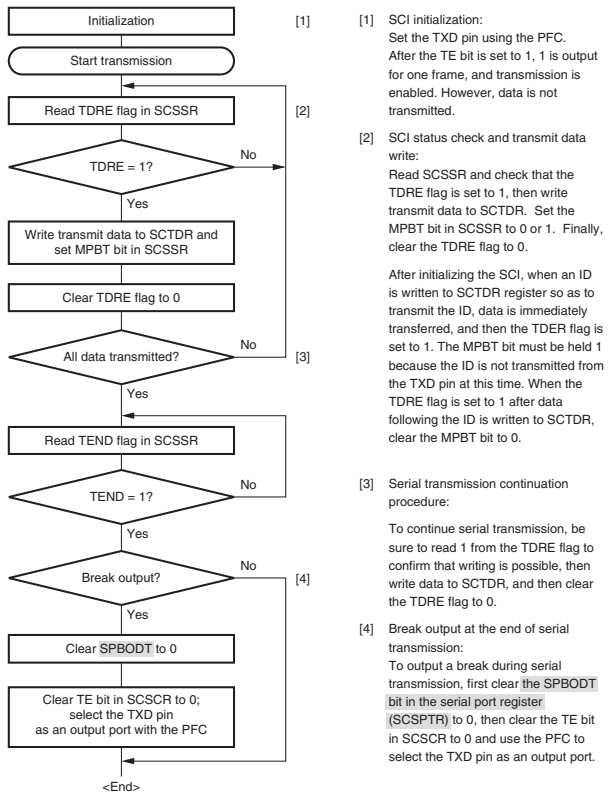 Initialization
[1]
Start transmission
Read TDRE flag in SCSSR
[2]
TDRE = 1?
No
Yes
Write transmit data to SCTDR and
set MPBT bit in SCSSR
Clear TDRE flag to 0
All data transmitted?
No
[3]
Yes
Read TEND flag in SCSSR
TEND = 1?
No
Yes
Break output?
No
[4]
Yes
Clear SPBODT to 0
Clear TE bit in SCSCR to 0;
select the TXD pin
as an output port with the PFC
<End>
[1] SCI initialization:
Set the TXD pin using the PFC.
After the TE bit is set to 1, 1 is output
for one frame, and transmission is
enabled. However, data is not
transmitted.
[2] SCI status check and transmit data
write:
Read SCSSR and check that the
TDRE flag is set to 1, then write
transmit data to SCTDR. Set the
MPBT bit in SCSSR to 0 or 1. Finally,
clear the TDRE flag to 0.
After initializing the SCI, when an ID
is written to SCTDR register so as to
transmit the ID, data is immediately
transferred, and then the TDER flag is
set to 1. The MPBT bit must be held 1
because the ID is not transmitted from
the TXD pin at this time. When the
TDRE flag is set to 1 after data
following the ID is written to SCTDR,
clear the MPBT bit to 0.
[3] Serial transmission continuation
procedure:
To continue serial transmission, be
sure to read 1 from the TDRE flag to
confirm that writing is possible, then
write data to SCTDR, and then clear
the TDRE flag to 0.
[4] Break output at the end of serial
transmission:
To output a break during serial
transmission, first clear the SPBODT
bit in the serial port register
(SCSPTR) to 0, then clear the TE bit
in SCSCR to 0 and use the PFC to
select the TXD pin as an output port.